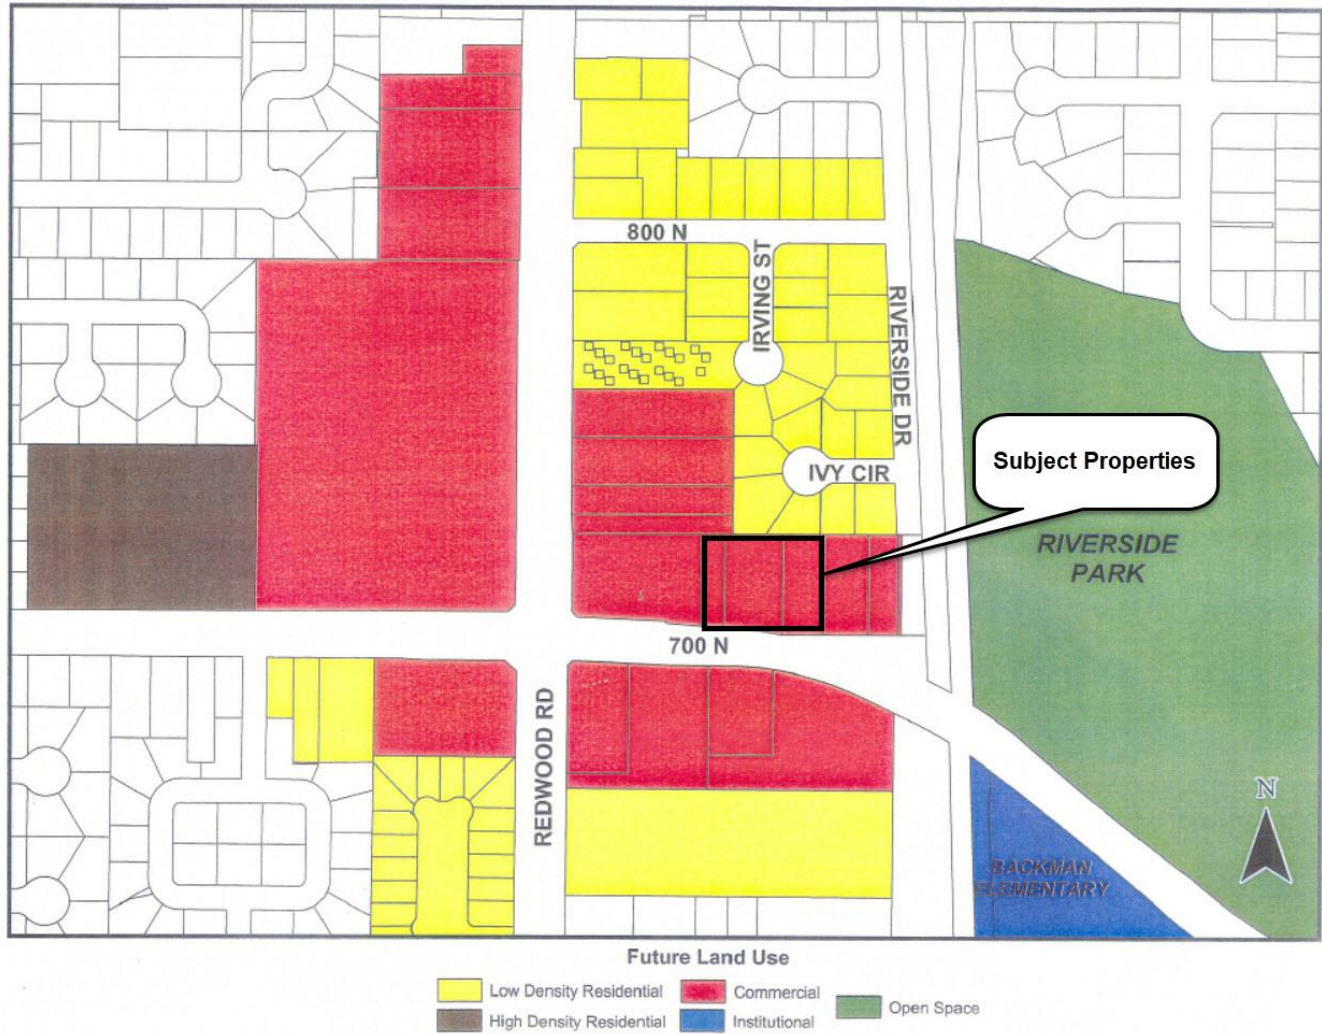 800 N
IRVING ST
RIVERSIDE DR
IVY CIR
Subject Properties
RIVERSIDE
PARK
700 N
REDWOOD RD
N
BACKMAN
ELEMENTARY
Future Land Use
Low Density Residential
Commercial
Open Space
High Density Residential
Institutional